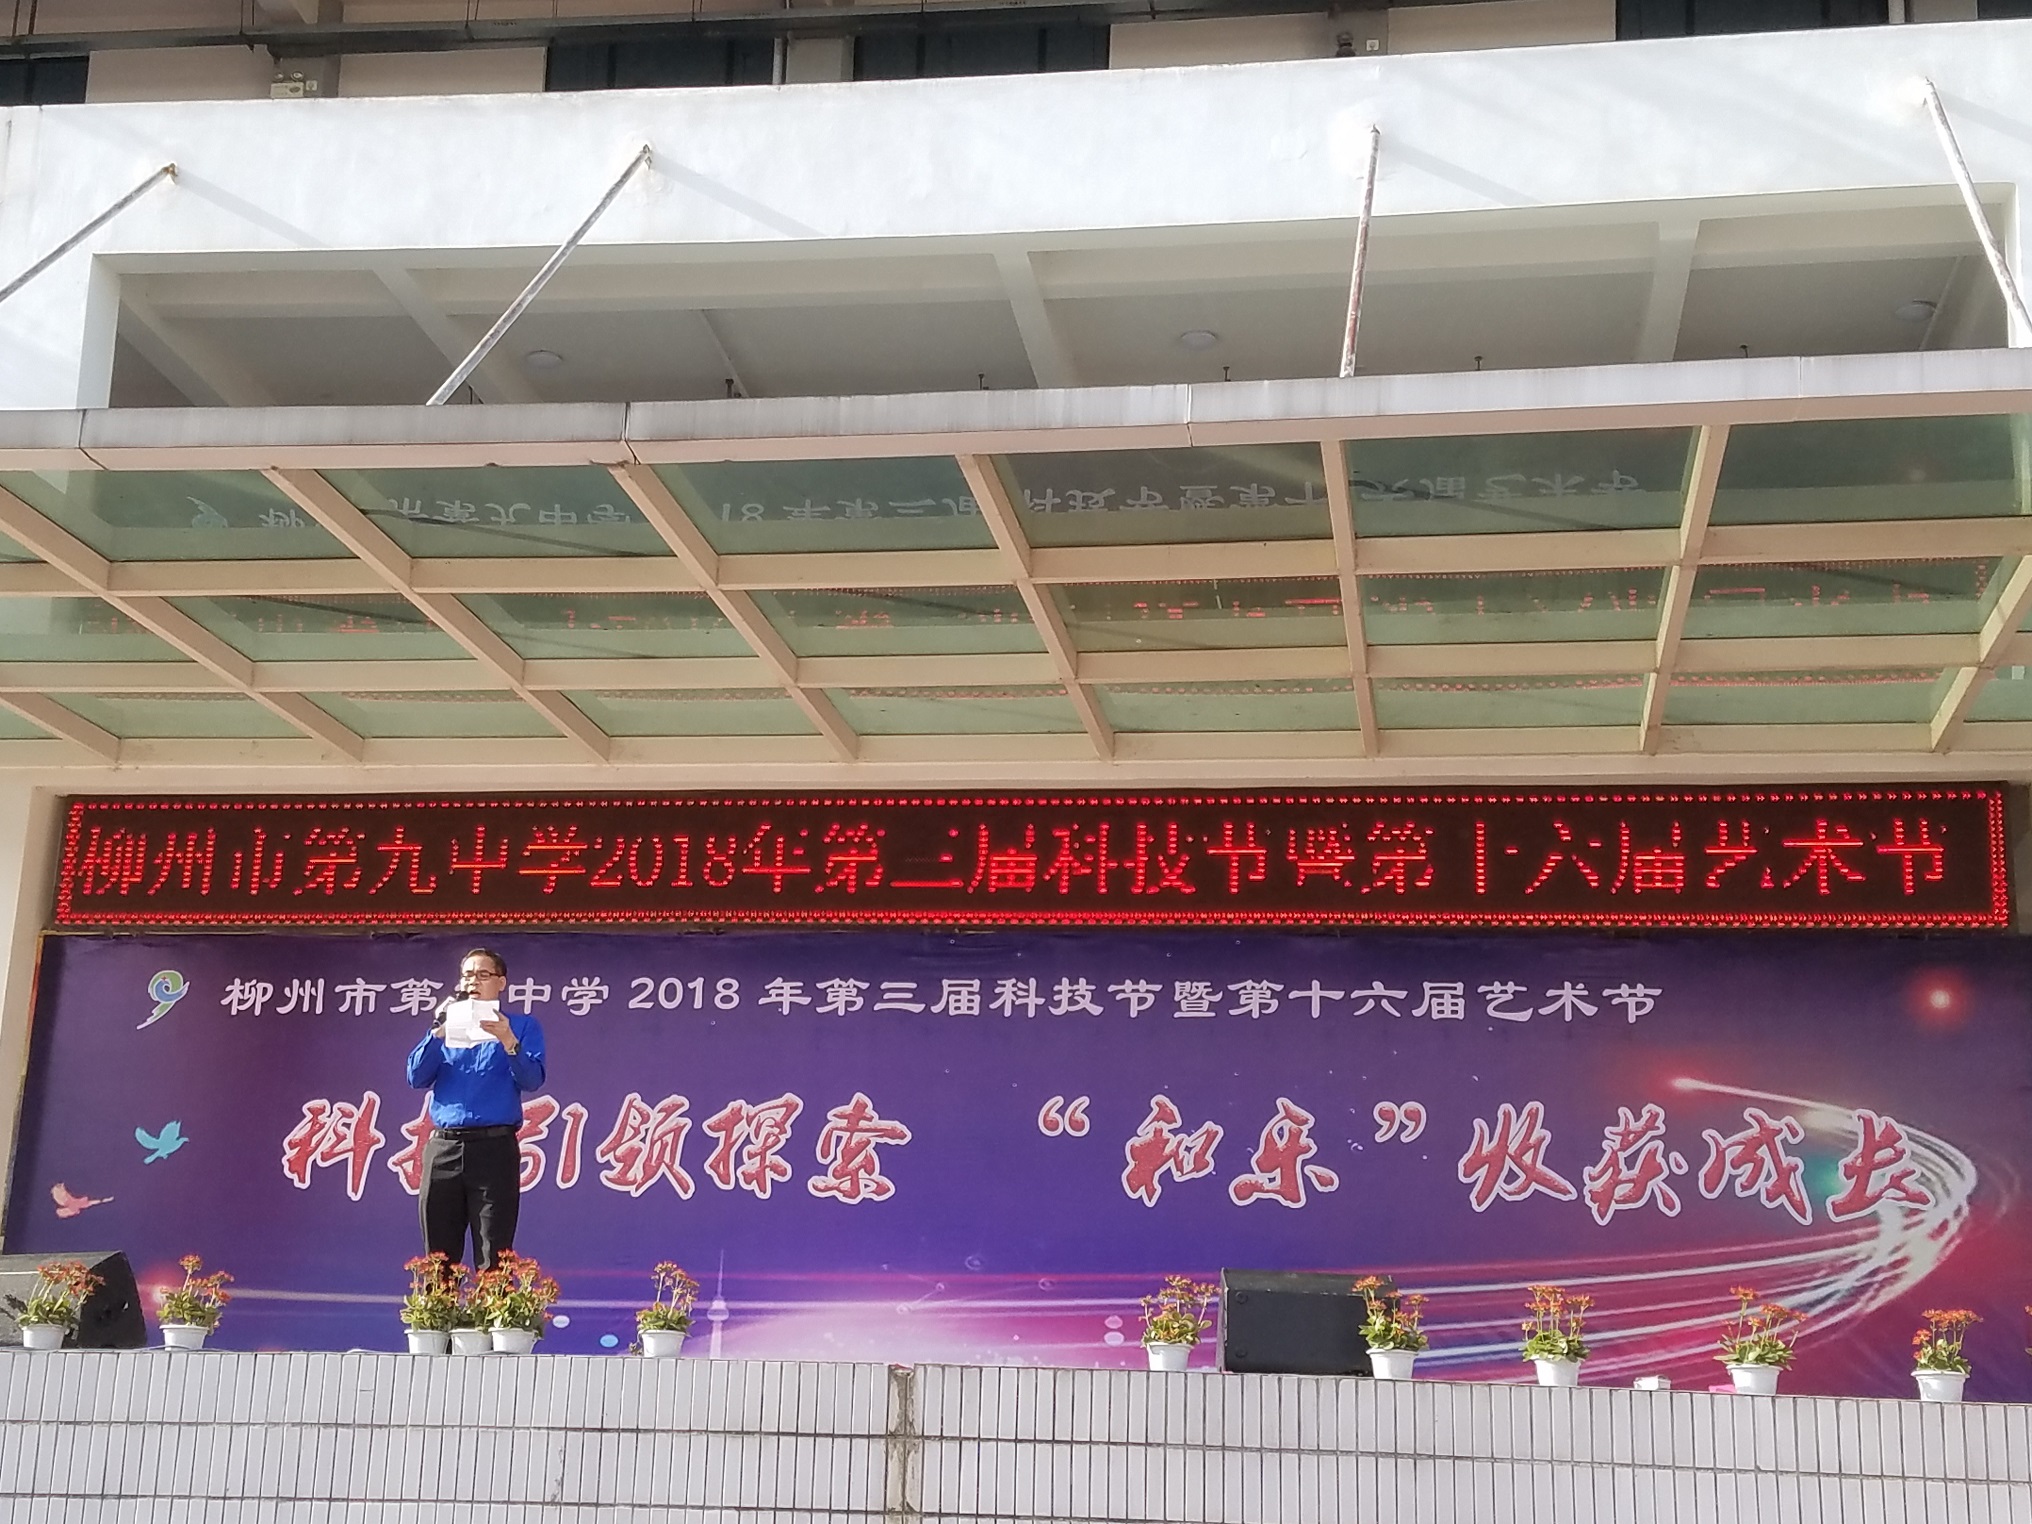 柳州市第九中学2018年第三届科技节暨第十六届艺术节
柳州市第 中学 2018 年第三届科技节暨第十六届艺术节
科技引领探索 “和乐”收获成长